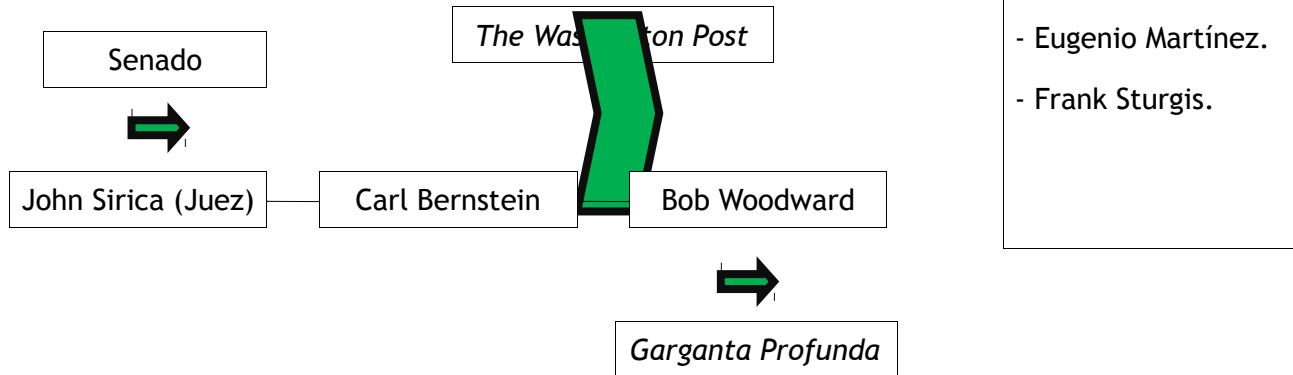 Senado
The Was ton Post
- Eugenio Martínez.
- Frank Sturgis.
John Sirica (Juez)
Carl Bernstein
Bob Woodward
Garganta Profunda